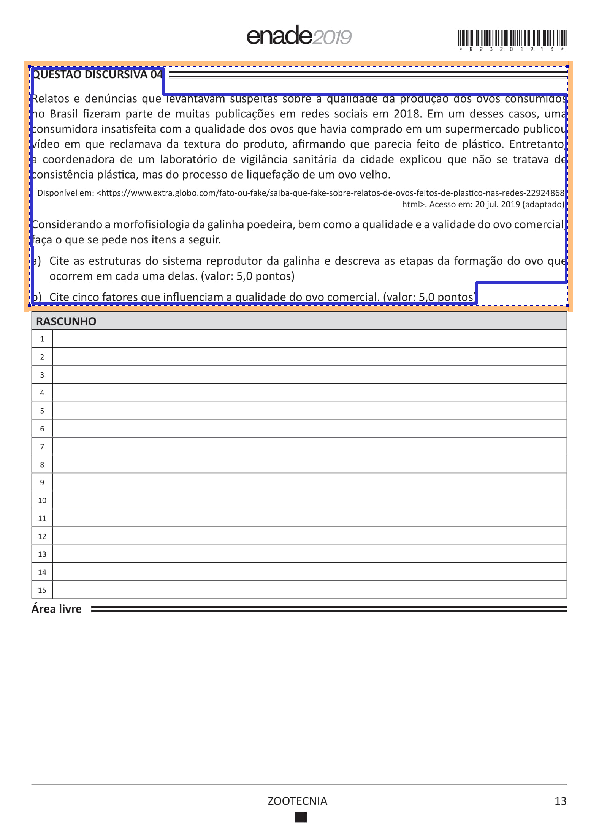 enade2019
QUESTÃO DISCURSIVA 04
Relatos e denúncias que levantavam suspeitas sobre a qualidade da produção dos ovos consumidos
no Brasil fizeram parte de muitas publicações em redes sociais em 2018. Em um desses casos, uma
consumidora insatisfeita com a qualidade dos ovos que havia comprado em um supermercado publicou
vídeo em que reclamava da textura do produto, afirmando que parecia feito de plástico. Entretanto,
a coordenadora de um laboratório de vigilância sanitária da cidade explicou que não se tratava de
consistência plástica, mas do processo de liquefação de um ovo velho.
Disponível em: <https://www.extra.globo.com/fato-ou-fake/saiba-que-fake-sobre-relatos-de-ovos-feitos-de-plastico-nas-redes-22924868.
html>. Acesso em: 20 jul. 2019 (adaptado).
Considerando a morfofisiologia da galinha poedeira, bem como a qualidade e a validade do ovo comercial,
faça o que se pede nos itens a seguir.
a) Cite as estruturas do sistema reprodutor da galinha e descreva as etapas da formação do ovo que
ocorrem em cada uma delas. (valor: 5,0 pontos)
b) Cite cinco fatores que influenciam a qualidade do ovo comercial. (valor: 5,0 pontos)
RASCUNHO
1
2
3
4
5
6
7
8
9
10
11
12
13
14
15
Área livre
ZOOTECNIA
13